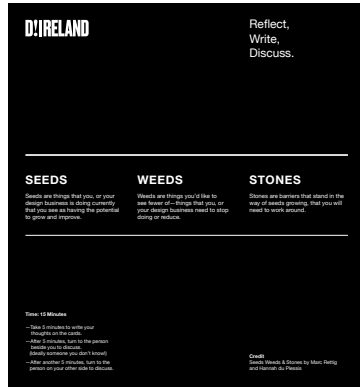 D!IRELAND
Reflect,
Write,
Discuss.
SEEDS
Seeds are things that you, or your
design business is doing currently
that you see as having the potential
to grow and improve.
WEEDS
Weeds are things you'd like to
see fewer of—things that you, or
your design business need to stop
doing or reduce.
STONES
Stones are barriers that stand in the
way of seeds growing, that you will
need to work around.
Time: 15 Minutes
—Take 5 minutes to write your
thoughts on the cards.
—After 5 minutes, turn to the person
beside you to discuss.
(Ideally someone you don't know!)
—After another 5 minutes, turn to the
person on your other side to discuss.
Credit
Seeds Weeds & Stones by Marc Rettig
and Hannah du Plessis